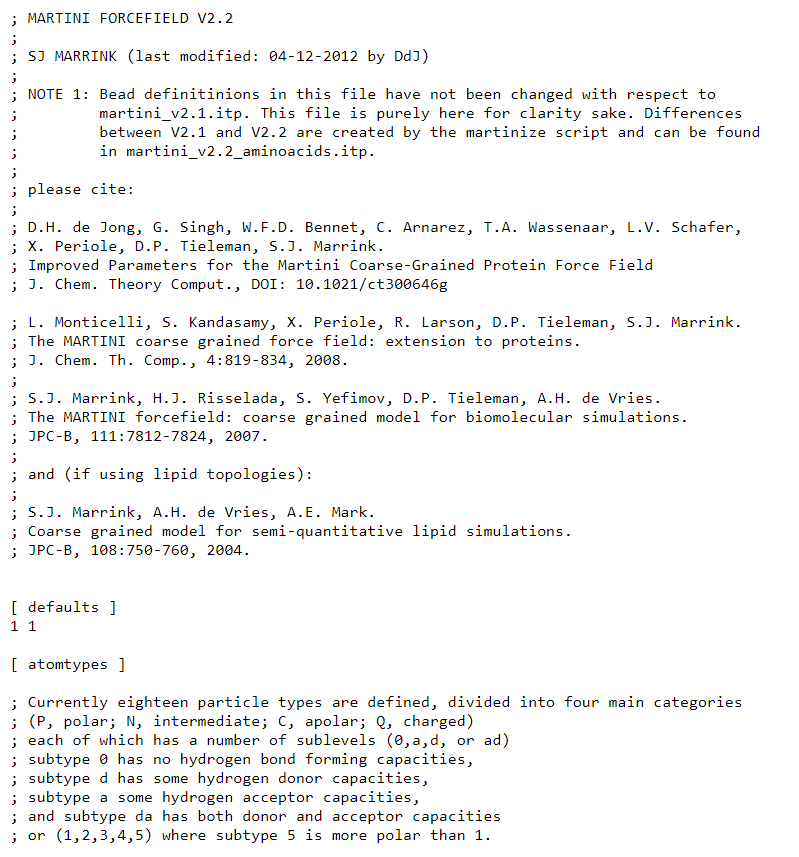 ; MARTINI FORCEFIELD V2.2
;
; SJ MARRINK (last modified: 04-12-2012 by DdJ)
;
; NOTE 1: Bead definitinions in this file have not been changed with respect to
;         martini_v2.1.itp. This file is purely here for clarity sake. Differences
;         between V2.1 and V2.2 are created by the martinize script and can be found
;         in martini_v2.2_aminoacids.itp.
;
; please cite:
;
; D.H. de Jong, G. Singh, W.F.D. Bennet, C. Arnarez, T.A. Wassenaar, L.V. Schafer,
; X. Periole, D.P. Tieleman, S.J. Marrink.
; Improved Parameters for the Martini Coarse-Grained Protein Force Field
; J. Chem. Theory Comput., DOI: 10.1021/ct300646g

; L. Monticelli, S. Kandasamy, X. Periole, R. Larson, D.P. Tieleman, S.J. Marrink.
; The MARTINI coarse grained force field: extension to proteins.
; J. Chem. Th. Comp., 4:819-834, 2008.
;
; S.J. Marrink, H.J. Risselada, S. Yefimov, D.P. Tieleman, A.H. de Vries.
; The MARTINI forcefield: coarse grained model for biomolecular simulations.
; JPC-B, 111:7812-7824, 2007.
;
; and (if using lipid topologies):
;
; S.J. Marrink, A.H. de Vries, A.E. Mark.
; Coarse grained model for semi-quantitative lipid simulations.
; JPC-B, 108:750-760, 2004.

[ defaults ]
1 1

[ atomtypes ]

; Currently eighteen particle types are defined, divided into four main categories
; (P, polar; N, intermediate; C, apolar; Q, charged)
; each of which has a number of sublevels (0,a,d, or ad)
; subtype 0 has no hydrogen bond forming capacities,
; subtype d has some hydrogen donor capacities,
; subtype a some hydrogen acceptor capacities,
; and subtype da has both donor and acceptor capacities
; or (1,2,3,4,5) where subtype 5 is more polar than 1.